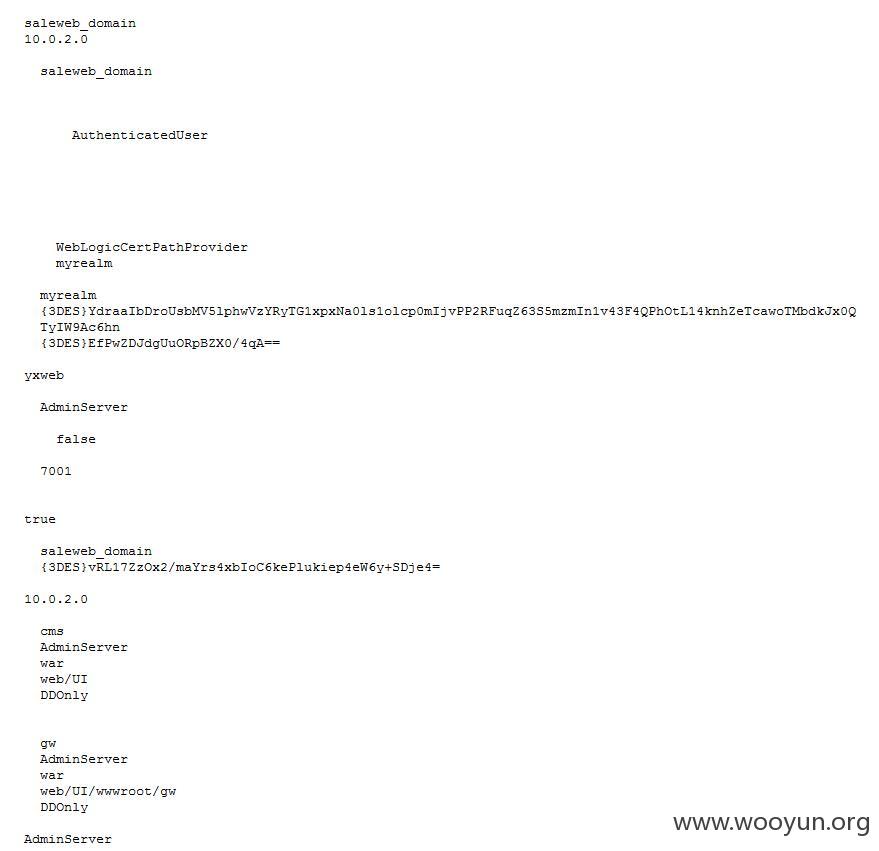 saleweb_domain
10.0.2.0
saleweb_domain
AuthenticatedUser
WebLogicCertPathProvider
myrealm
myrealm
{3DES}YdraaIbDroUsbMV5lphwVzYRyTG1xpxNa0ls1olcp0mIjvPP2RFuqZ63S5mzmIn1v43F4QPhOtL14knhZeTcawoTMbdkJx0Q
TyIW9Ac6hn
{3DES}EfPwZDJdgUuORpBZX0/4qA==
yxweb
AdminServer
false
7001
true
saleweb_domain
{3DES}vRL17ZzOx2/maYrs4xbIoC6kePlukiep4eW6y+SDje4=
10.0.2.0
cms
AdminServer
war
web/UI
DDOnly
gw
AdminServer
war
web/UI/wwwroot/gw
DDOnly
www.wooyun.org
AdminServer